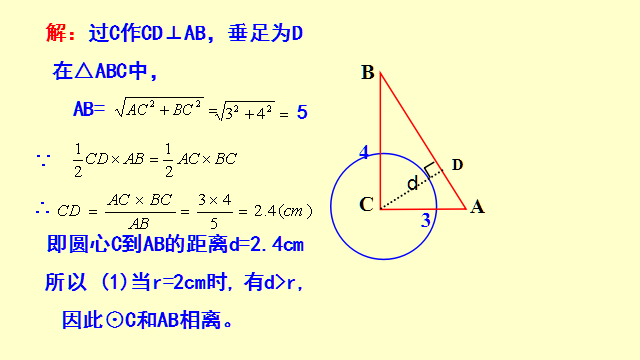 解：过C作CD⊥AB，垂足为D
在△ABC中，
AB= √(AC² + BC²) = √(3² + 4²) = 5
∵ 1/2 CD × AB = 1/2 AC × BC
∴ CD = (AC × BC)/AB = (3 × 4)/5 = 2.4(cm)
即圆心C到AB的距离d=2.4cm
所以 (1)当r=2cm时，有d>r,
因此⊙C和AB相离。
B
4
D
d
C
A
3